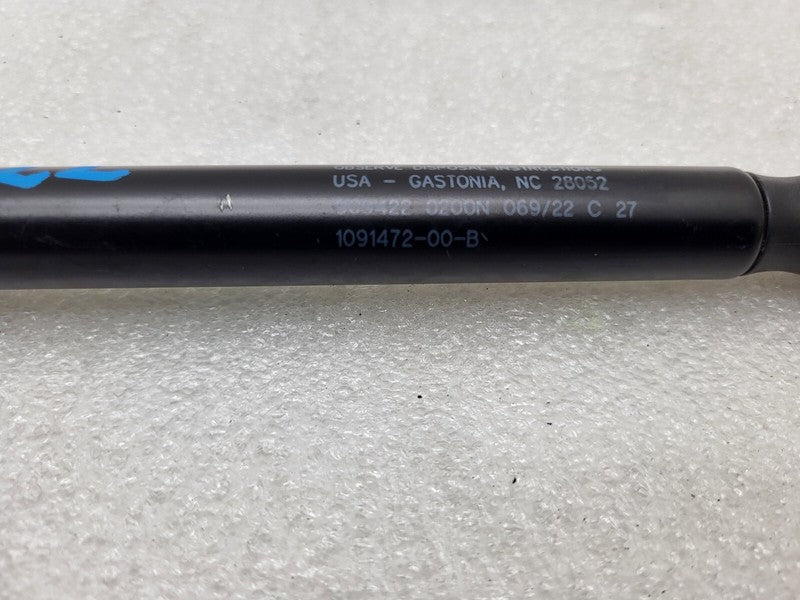 OBSERVE DISPOSAL INSTRUCTIONS
USA - GASTONIA, NC 28052
0200N 069/22 C 27
1091472-00-B